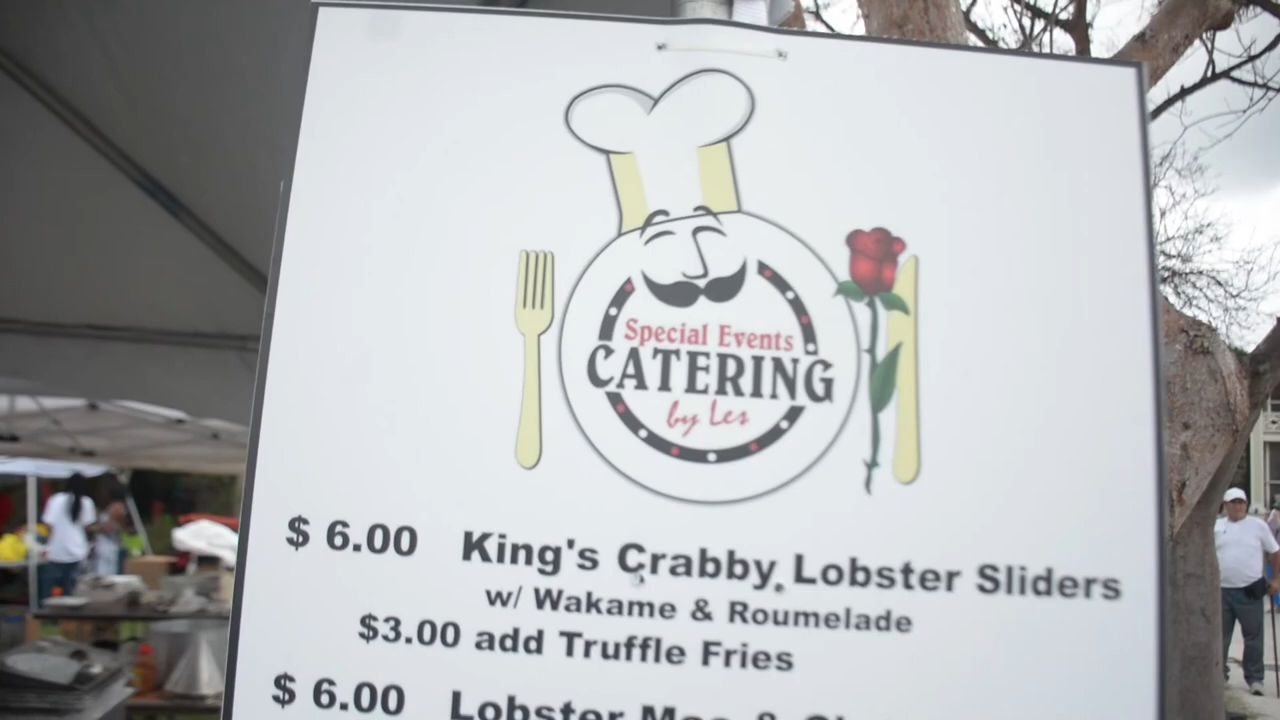 Special Events
CATERING
by Les
$ 6.00 King's Crabby Lobster Sliders
w/ Wakame & Roumelade
$3.00 add Truffle Fries
$ 6.00 Lobster Mac &